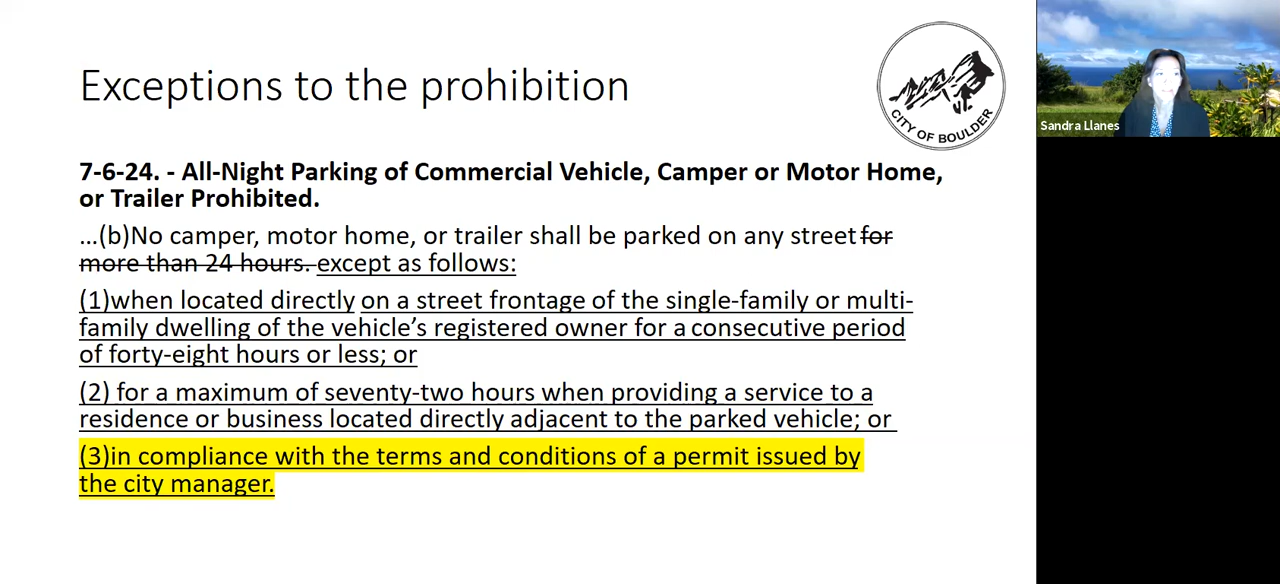 Exceptions to the prohibition
CITY OF BOULDER
Sandra Llanes
7-6-24. - All-Night Parking of Commercial Vehicle, Camper or Motor Home,
or Trailer Prohibited.
...(b)No camper, motor home, or trailer shall be parked on any street for
more than 24 hours. except as follows:
(1)when located directly on a street frontage of the single-family or multi-
family dwelling of the vehicle’s registered owner for a consecutive period
of forty-eight hours or less; or
(2) for a maximum of seventy-two hours when providing a service to a
residence or business located directly adjacent to the parked vehicle; or
(3)in compliance with the terms and conditions of a permit issued by
the city manager.